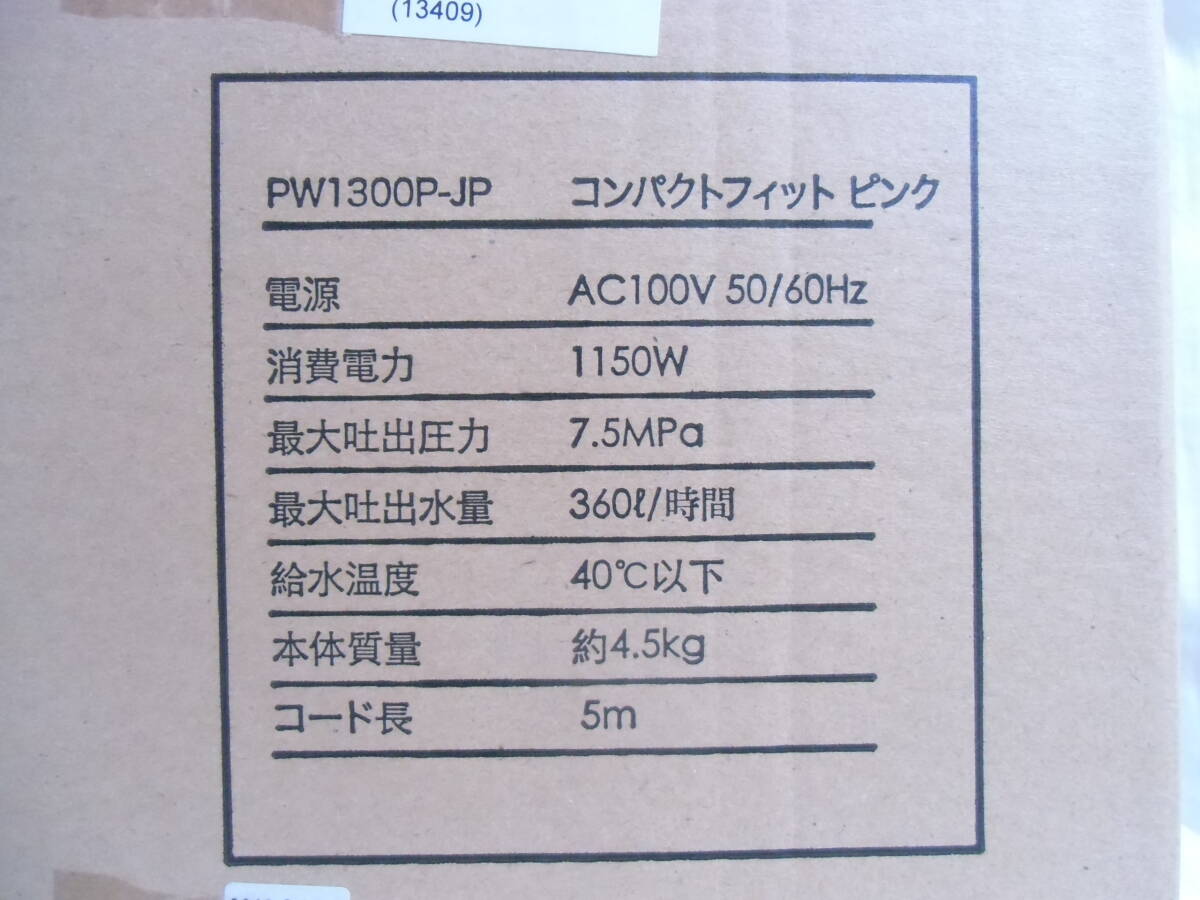 (13409)
PW1300P-JP コンパクトフィット ピンク
電源 AC100V 50/60Hz
消費電力 1150W
最大吐出圧力 7.5MPa
最大吐出水量 360ℓ/時間
給水温度 40℃以下
本体質量 約4.5kg
コード長 5m